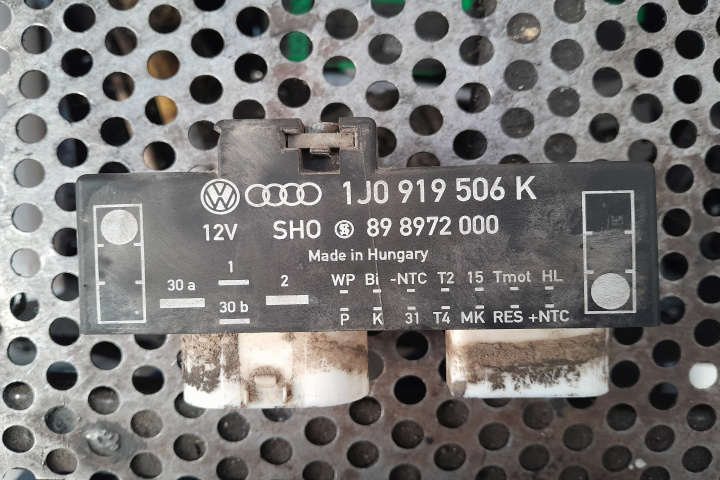 1J0 919 506 K
12V SHO 89 8972 000
Made in Hungary
1 2 WP Bi -NTC T2 15 Tmot HL
30 a
30 b P K 31 T4 MK RES +NTC